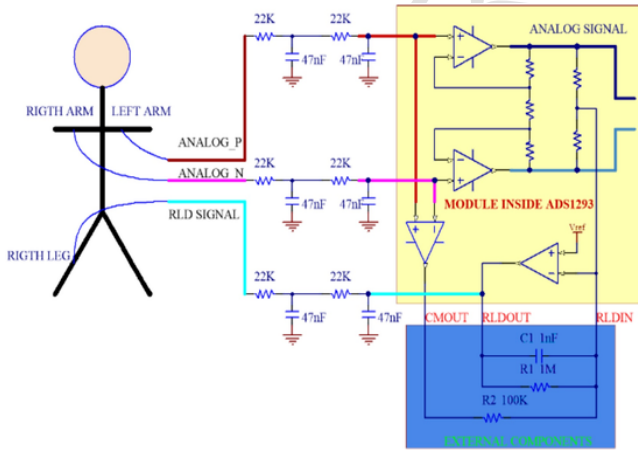 22K
22K
ANALOG SIGNAL
47nF
47nF
RIGTH ARM
LEFT ARM
ANALOG_P
22K
22K
ANALOG_N
MODULE INSIDE ADS1293
RLD SIGNAL
47nF
47nF
Vref
RIGTH LEG
22K
22K
47nF
47nF
CMOUT
RLDOUT
RLDIN
C1 1nF
R1 1M
R2 100K
EXTERNAL COMPONENTS